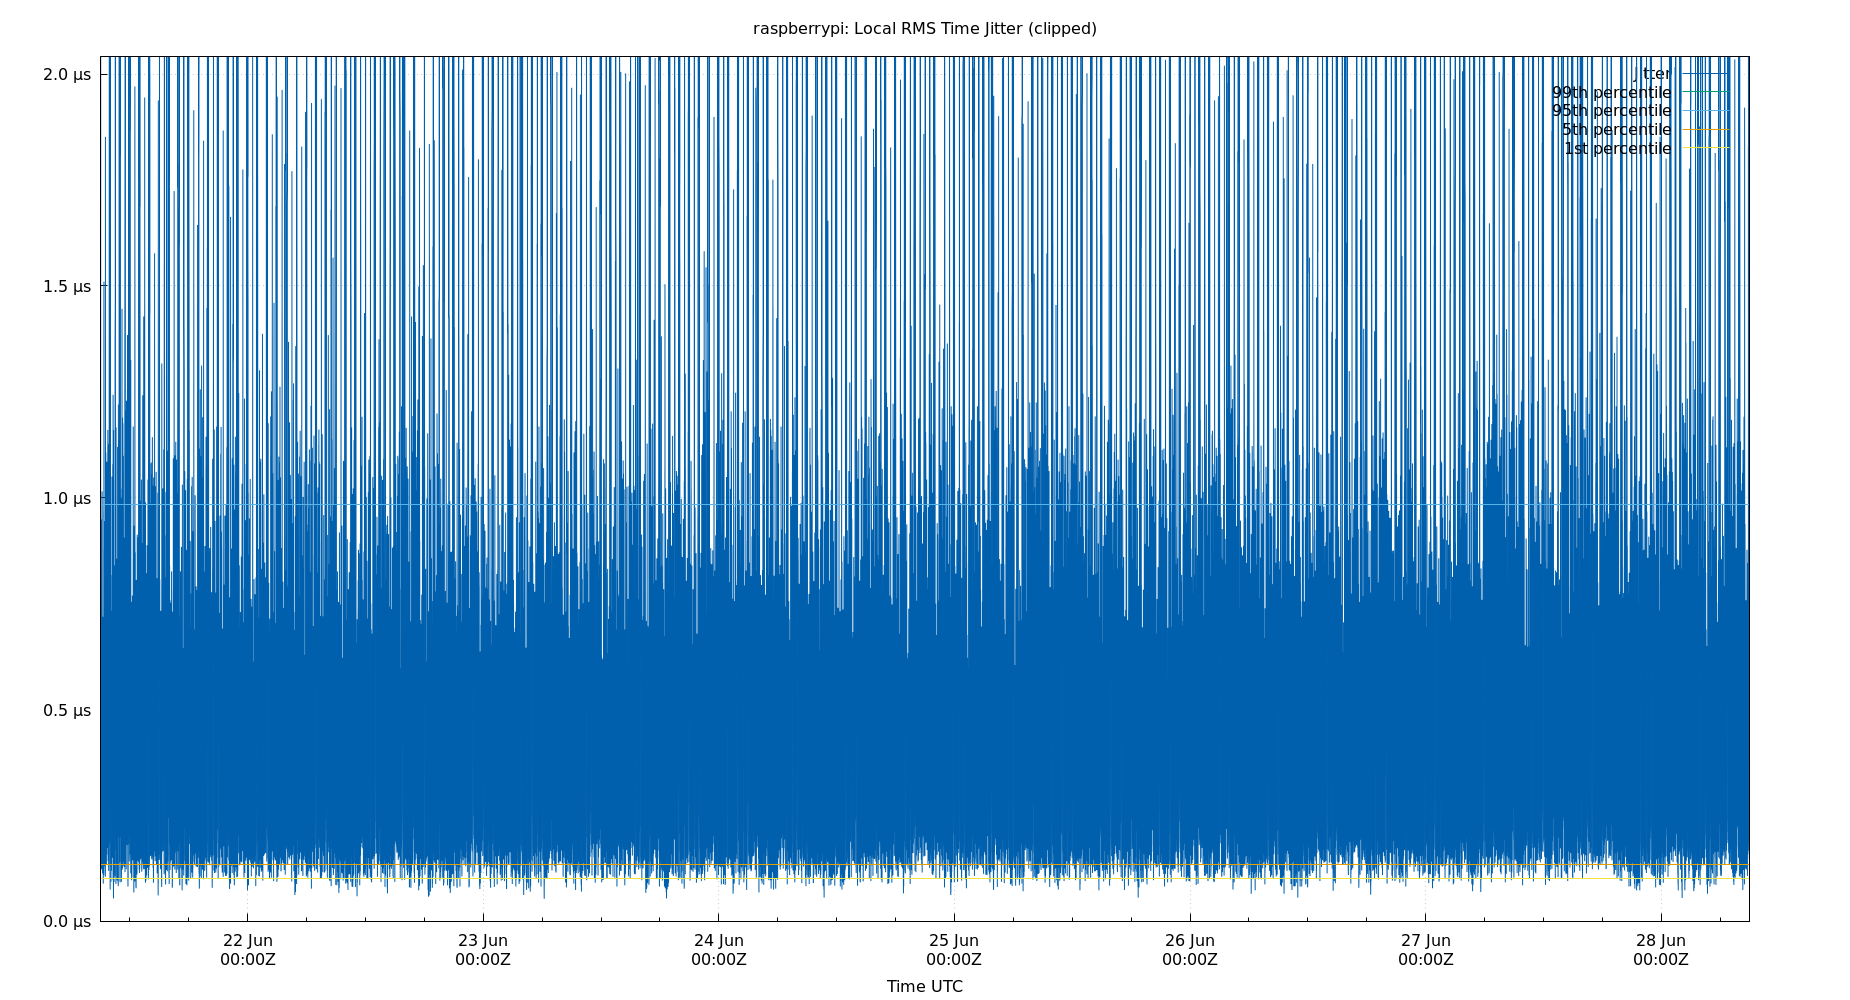 raspberrypi: Local RMS Time Jitter (clipped)
2.0 µs
1.5 µs
1.0 µs
0.5 µs
0.0 µs
Jitter
99th percentile
95th percentile
5th percentile
1st percentile
22 Jun 23 Jun 24 Jun 25 Jun 26 Jun 27 Jun 28 Jun
00:00Z 00:00Z 00:00Z 00:00Z 00:00Z 00:00Z 00:00Z
Time UTC